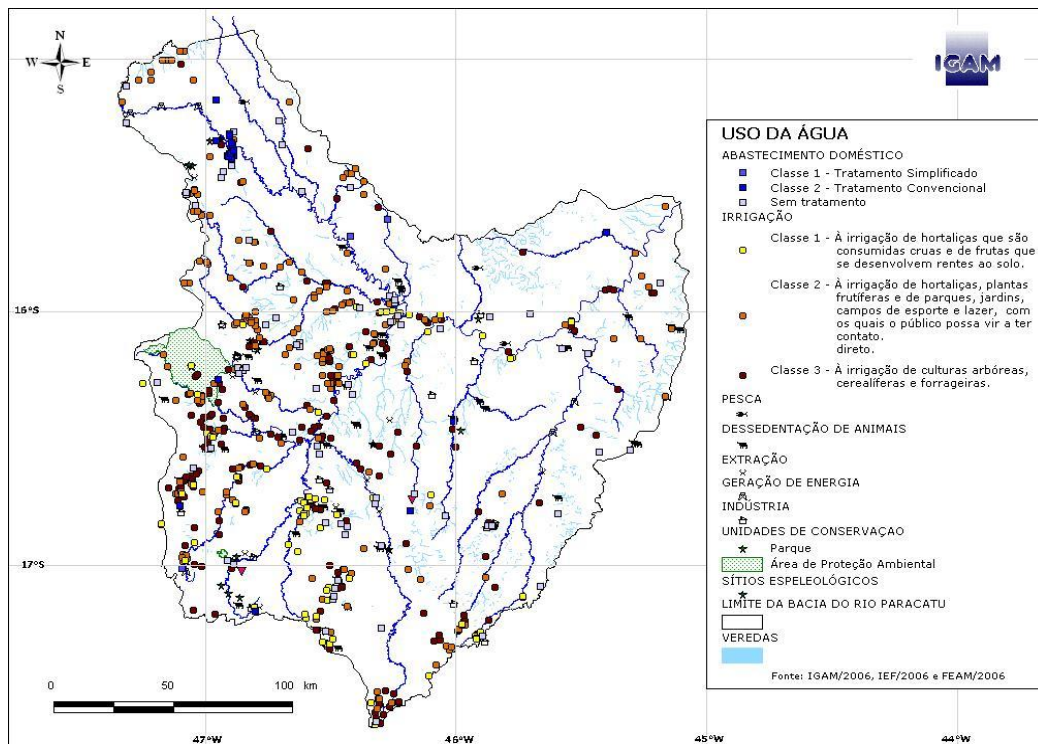 N
W E
S
IGAM
USO DA ÁGUA
ABASTECIMENTO DOMÉSTICO
Classe 1 - Tratamento Simplificado
Classe 2 - Tratamento Convencional
Sem tratamento
IRRIGAÇÃO
Classe 1 - À irrigação de hortaliças que são
consumidas cruas e de frutas que
se desenvolvem rentes ao solo.
Classe 2 - À irrigação de hortaliças, plantas
frutíferas e de parques, jardins,
campos de esporte e lazer, com
os quais o público possa vir a ter
contato.
direto.
Classe 3 - À irrigação de culturas arbóreas,
cerealíferas e forrageiras.
PESCA
DESSEDENTAÇÃO DE ANIMAIS
EXTRAÇÃO
GERAÇÃO DE ENERGIA
INDÚSTRIA
UNIDADES DE CONSERVAÇAO
Parque
Área de Proteção Ambiental
SÍTIOS ESPELEOLÓGICOS
LIMITE DA BACIA DO RIO PARACATU
VEREDAS
Fonte: IGAM/2006, IEF/2006 e FEAM/2006
16°S
17°S
0 50 100 km
47°W 46°W 45°W 44°W